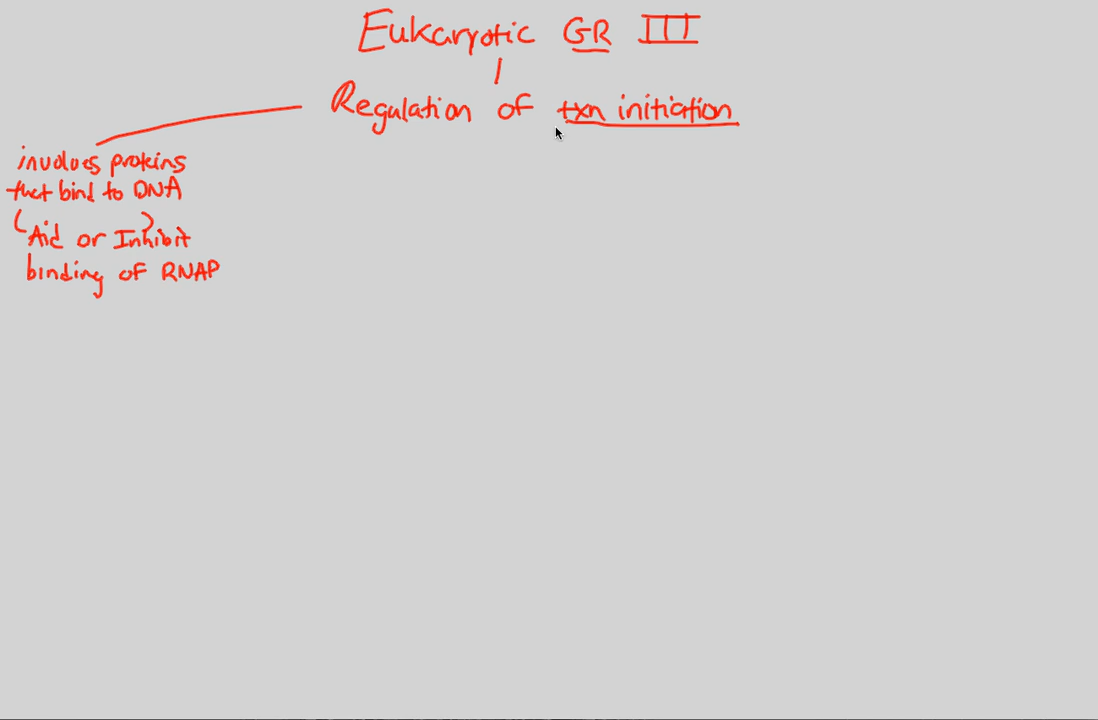 Eukaryotic GR III
Regulation of txn initiation
involves proteins
that bind to DNA
Aid or Inhibit
binding of RNAP